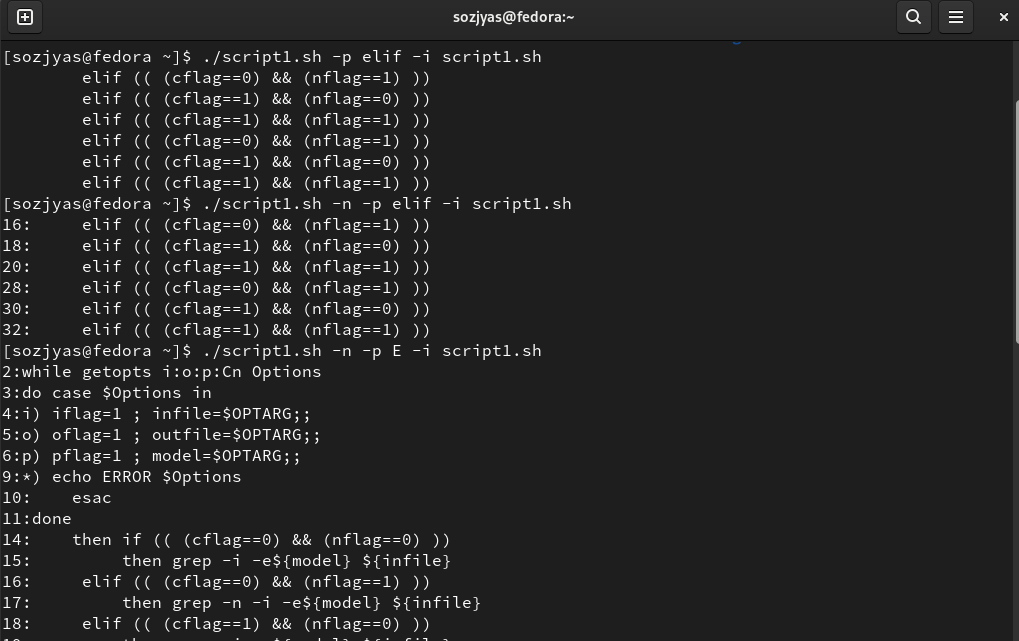 sozjyas@fedora:~
[sozjyas@fedora ~]$ ./script1.sh -p elif -i script1.sh
        elif (( (cflag==0) && (nflag==1) ))
        elif (( (cflag==1) && (nflag==0) ))
        elif (( (cflag==1) && (nflag==1) ))
        elif (( (cflag==0) && (nflag==1) ))
        elif (( (cflag==1) && (nflag==0) ))
        elif (( (cflag==1) && (nflag==1) ))
[sozjyas@fedora ~]$ ./script1.sh -n -p elif -i script1.sh
16:     elif (( (cflag==0) && (nflag==1) ))
18:     elif (( (cflag==1) && (nflag==0) ))
20:     elif (( (cflag==1) && (nflag==1) ))
28:     elif (( (cflag==0) && (nflag==1) ))
30:     elif (( (cflag==1) && (nflag==0) ))
32:     elif (( (cflag==1) && (nflag==1) ))
[sozjyas@fedora ~]$ ./script1.sh -n -p E -i script1.sh
2:while getopts i:o:p:Cn Options
3:do case $Options in
4:i) iflag=1 ; infile=$OPTARG;;
5:o) oflag=1 ; outfile=$OPTARG;;
6:p) pflag=1 ; model=$OPTARG;;
9:*) echo ERROR $Options
10:    esac
11:done
14:    then if (( (cflag==0) && (nflag==0) ))
15:         then grep -i -e${model} ${infile}
16:     elif (( (cflag==0) && (nflag==1) ))
17:         then grep -n -i -e${model} ${infile}
18:     elif (( (cflag==1) && (nflag==0) ))